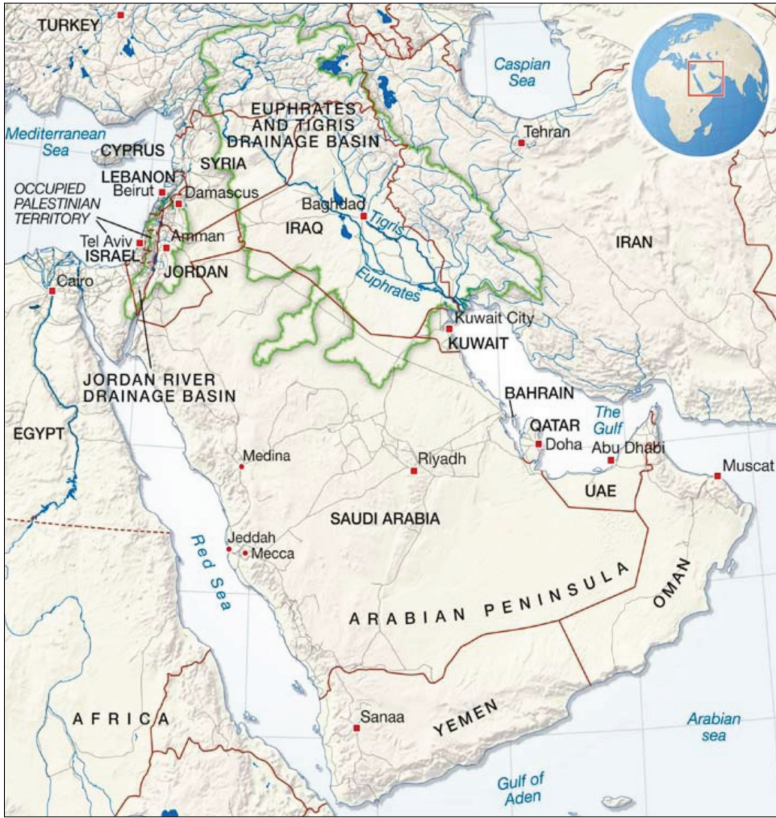 TURKEY
Caspian
Sea
EUPHRATES
AND TIGRIS
DRAINAGE BASIN
Mediterranean
Sea
CYPRUS
SYRIA
Tehran
LEBANON
Beirut
Damascus
OCCUPIED
PALESTINIAN
TERRITORY
Baghdad
Tigris
IRAQ
IRAN
Tel Aviv
ISRAEL
Amman
JORDAN
Euphrates
Cairo
Kuwait City
KUWAIT
JORDAN RIVER
DRAINAGE BASIN
BAHRAIN
QATAR
Doha
The
Gulf
Abu Dhabi
EGYPT
Medina
Riyadh
Muscat
UAE
SAUDI ARABIA
Jeddah
Mecca
Red Sea
ARABIAN PENINSULA
OMAN
AFRICA
Sanaa
YEMEN
Arabian
sea
Gulf of
Aden